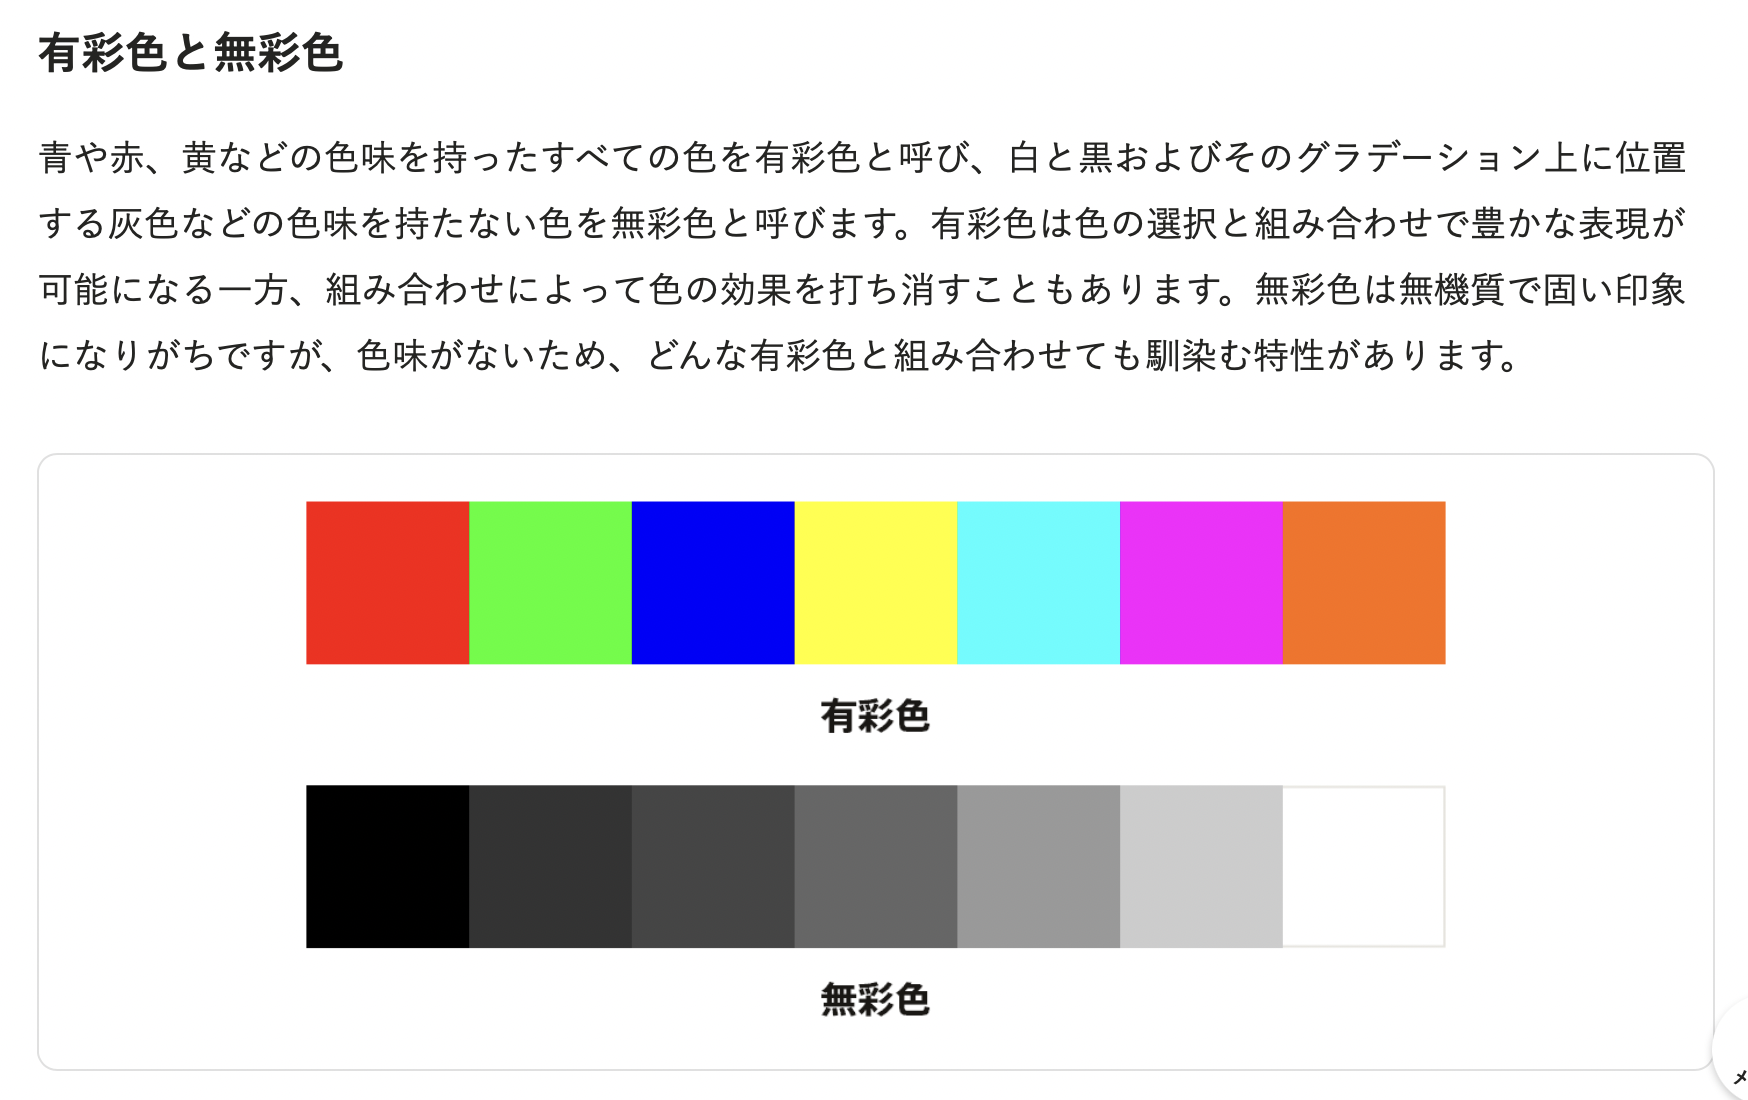 有彩色と無彩色
青や赤、黄などの色味を持ったすべての色を有彩色と呼び、白と黒およびそのグラデーション上に位置
する灰色などの色味を持たない色を無彩色と呼びます。有彩色は色の選択と組み合わせで豊かな表現が
可能になる一方、組み合わせによって色の効果を打ち消すこともあります。無彩色は無機質で固い印象
になりがちですが、色味がないため、どんな有彩色と組み合わせても馴染む特性があります。
有彩色
無彩色